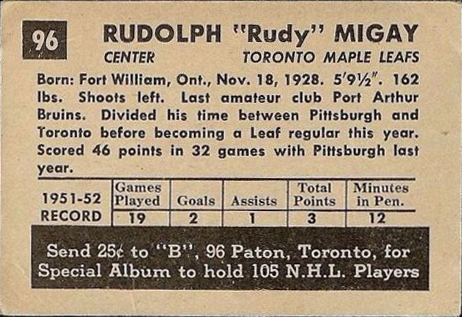 96 RUDOLPH "Rudy" MIGAY
CENTER TORONTO MAPLE LEAFS
Born: Fort William, Ont., Nov. 18, 1928. 5'9½". 162
lbs. Shoots left. Last amateur club Port Arthur
Bruins. Divided his time between Pittsburgh and
Toronto before becoming a Leaf regular this year.
Scored 46 points in 32 games with Pittsburgh last
year.
1951-52 RECORD
Games Played Goals Assists Total Points Minutes in Pen.
19 2 1 3 12
Send 25¢ to "B", 96 Paton, Toronto, for
Special Album to hold 105 N.H.L. Players